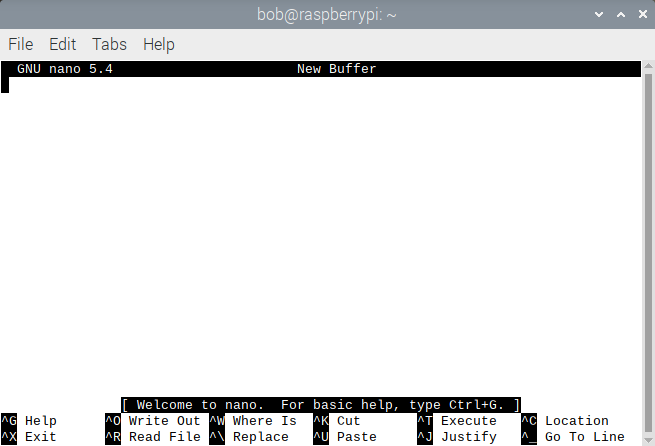 bob@raspberrypi: ~
File Edit Tabs Help
GNU nano 5.4 New Buffer
[ Welcome to nano.  For basic help, type Ctrl+G. ]
^G Help ^O Write Out ^W Where Is ^K Cut ^T Execute ^C Location
^X Exit ^R Read File ^\ Replace ^U Paste ^J Justify ^_ Go To Line